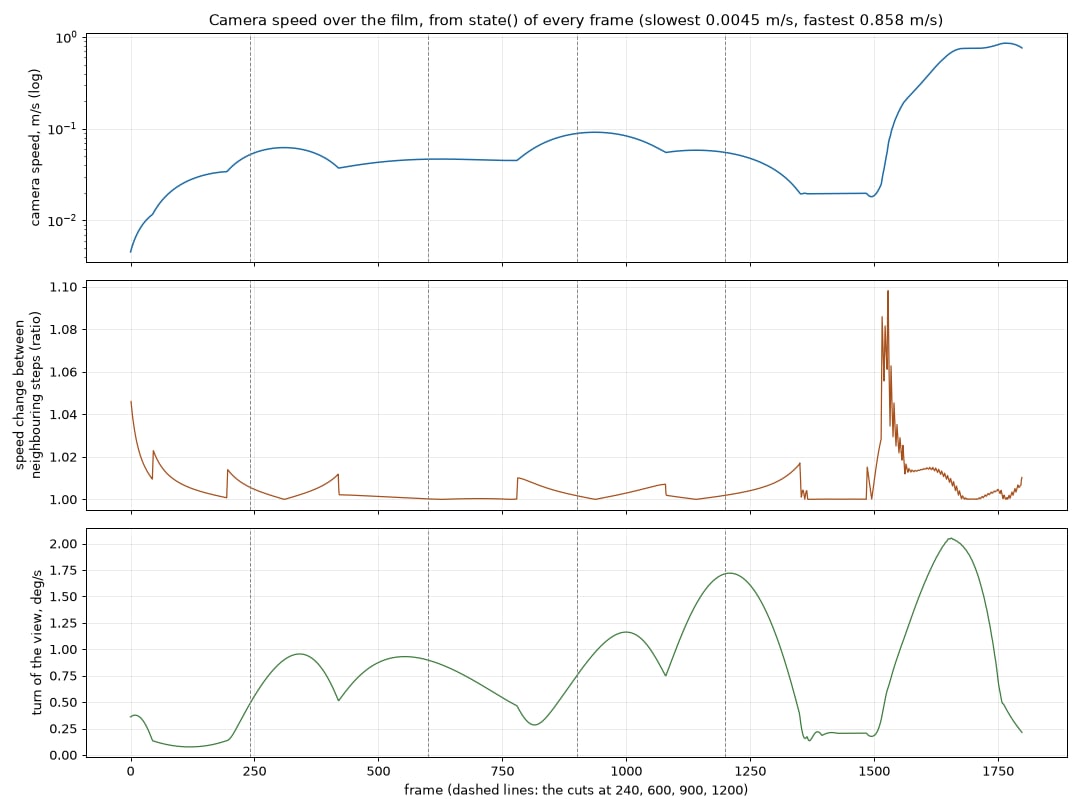 Camera speed over the film, from state() of every frame (slowest 0.0045 m/s, fastest 0.858 m/s)
camera speed, m/s (log)
10⁰
10⁻¹
10⁻²
speed change between
neighbouring steps (ratio)
1.10
1.08
1.06
1.04
1.02
1.00
turn of the view, deg/s
2.00
1.75
1.50
1.25
1.00
0.75
0.50
0.25
0.00
0 250 500 750 1000 1250 1500 1750
frame (dashed lines: the cuts at 240, 600, 900, 1200)